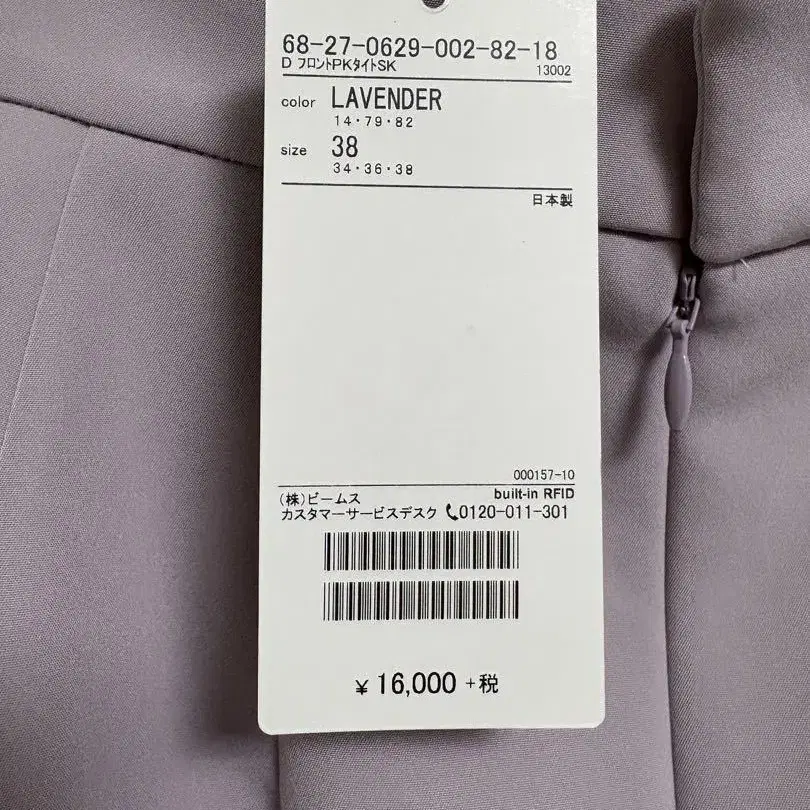 68-27-0629-002-82-18
D フロントPKタイトSK 13002
color LAVENDER
14・79・82
size 38
34・36・38
日本製
000157-10
built-in RFID
(株)ビームス
カスタマーサービスデスク 0120-011-301
¥ 16,000 +税